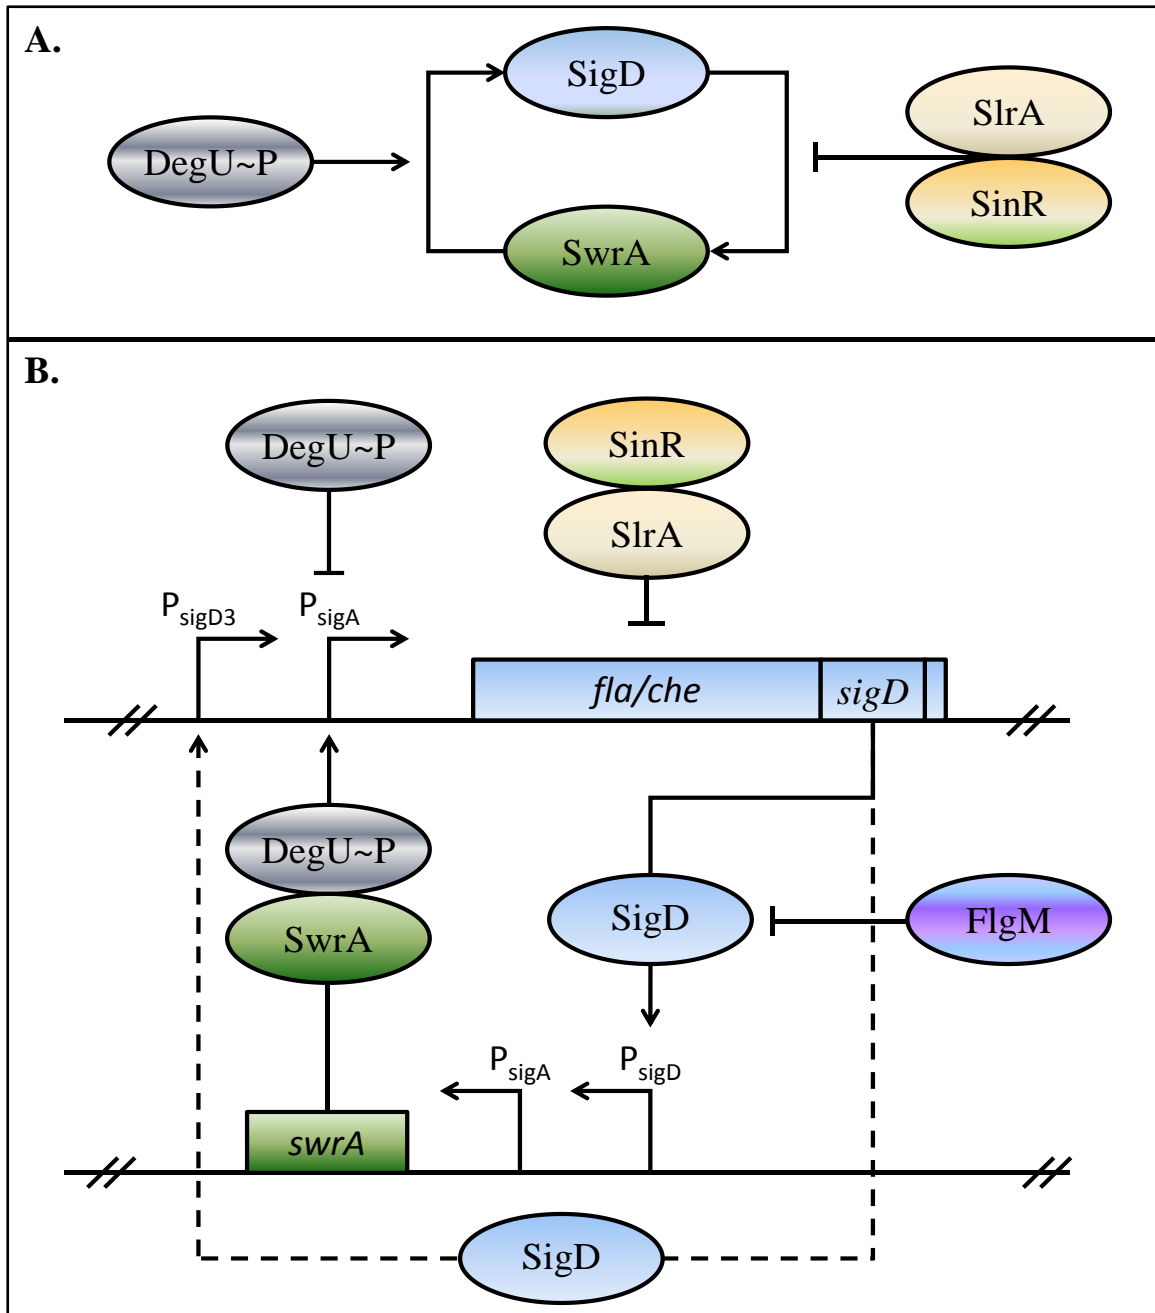 A.
SigD
SlrA
DegU~P
SinR
SwrA
B.
DegU~P
SinR
SlrA
PsigD3
PsigA
fla/che
sigD
DegU~P
SwrA
SigD
FlgM
PsigA
PsigD
swrA
SigD